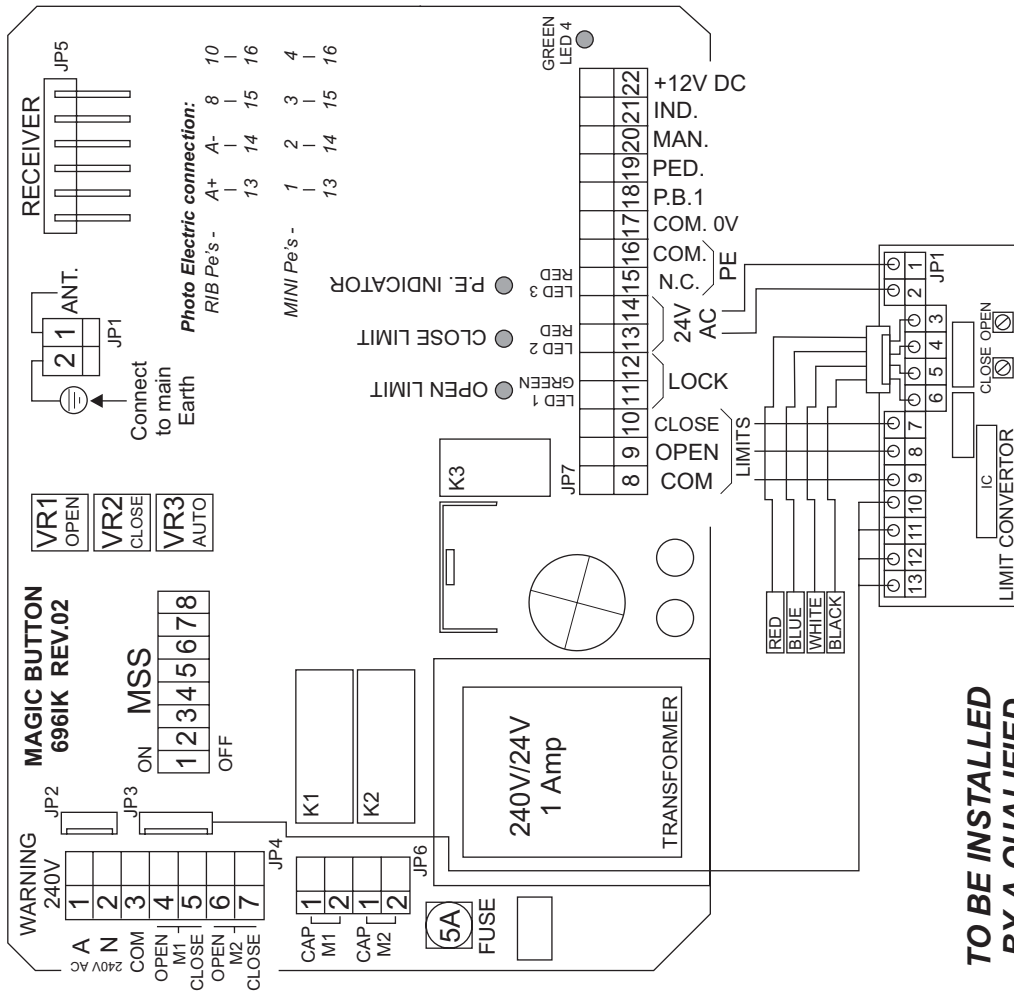 WARNING
240V
A
N
240V AC
COM
OPEN
M1
CLOSE
OPEN
M2
CLOSE
1
2
3
4
5
6
7
JP4
JP2
JP3
MAGIC BUTTON
696IK REV.02
MSS
ON
1 2 3 4 5 6 7 8
OFF
VR1
OPEN
VR2
CLOSE
VR3
AUTO
2 1
ANT.
JP1
Connect
to main
Earth
RECEIVER
JP5
Photo Electric connection:
RIB Pe's - A+ A- 8 10
13 14 15 16
MINI Pe's - 1 2 3 4
13 14 15 16
CAP
M1
1
2
CAP
M2
1
2
JP6
5A
FUSE
K1
K2
K3
240V/24V
1 Amp
TRANSFORMER
OPEN LIMIT
CLOSE LIMIT
P.E. INDICATOR
LED 1
GREEN
LED 2
RED
LED 3
RED
GREEN
LED 4
JP7
8 9 10 11 12 13 14 15 16 17 18 19 20 21 22
COM
OPEN
CLOSE
LIMITS
LOCK
24V
AC
N.C.
COM.
PE
COM. 0V
P.B.1
PED.
MAN.
IND.
+12V DC
RED
BLUE
WHITE
BLACK
13 12 11 10 9 8 7 6 5 4 3 2 1
JP1
IC
CLOSE OPEN
LIMIT CONVERTOR
TO BE INSTALLED
BY A QUALIFIED